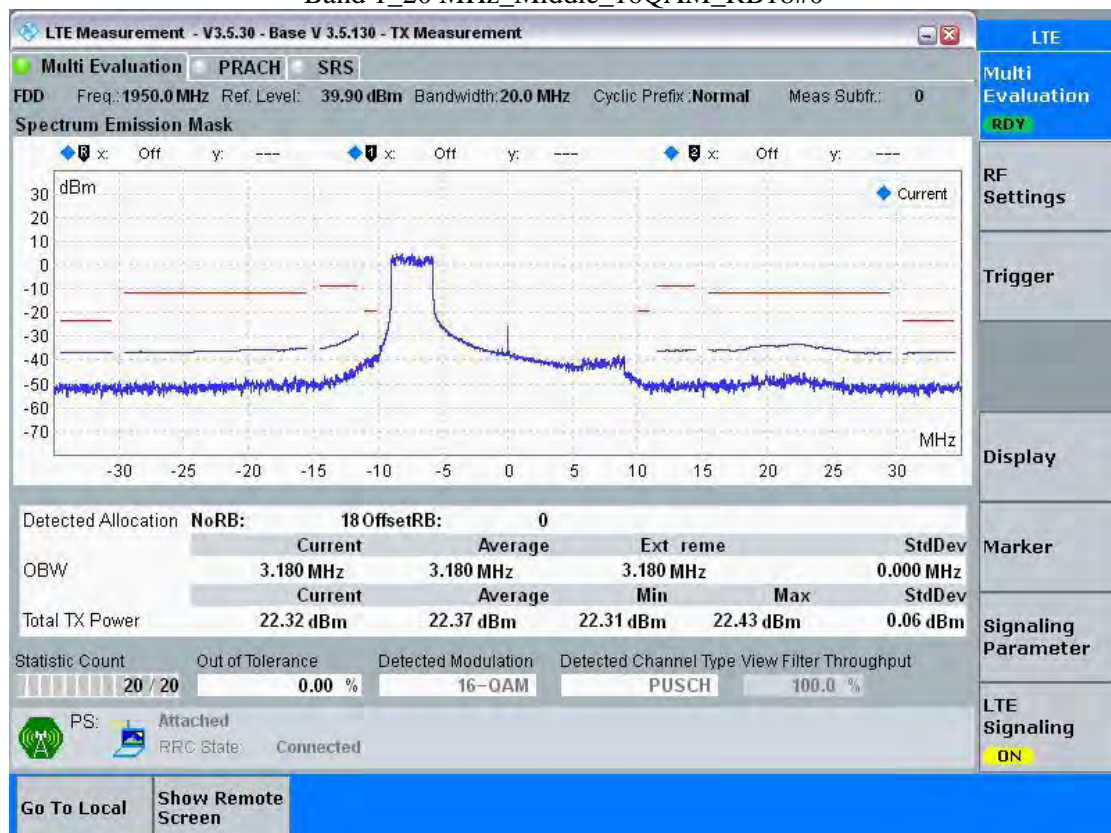 Band 1_20 MHz_Middle_16QAM_RB18#0
LTE Measurement - V3.5.30 - Base V 3.5.130 - TX Measurement
LTE
Multi Evaluation PRACH SRS
Multi Evaluation
RDY
FDD Freq.: 1950.0 MHz Ref. Level: 39.90 dBm Bandwidth: 20.0 MHz Cyclic Prefix : Normal Meas Subfr.: 0
Spectrum Emission Mask
R x: Off y: --- 1 x: Off y: --- 2 x: Off y: ---
RF Settings
dBm
Current
30
20
10
0
-10
-20
-30
-40
-50
-60
-70
MHz
-30 -25 -20 -15 -10 -5 0 5 10 15 20 25 30
Trigger
Display
Detected Allocation NoRB: 18 OffsetRB: 0
Current Average Ext reme StdDev
OBW 3.180 MHz 3.180 MHz 3.180 MHz 0.000 MHz
Current Average Min Max StdDev
Total TX Power 22.32 dBm 22.37 dBm 22.31 dBm 22.43 dBm 0.06 dBm
Marker
Signaling Parameter
Statistic Count Out of Tolerance Detected Modulation Detected Channel Type View Filter Throughput
20 / 20 0.00 % 16-QAM PUSCH 100.0 %
PS: Attached
RRC State: Connected
LTE Signaling
ON
Go To Local
Show Remote Screen